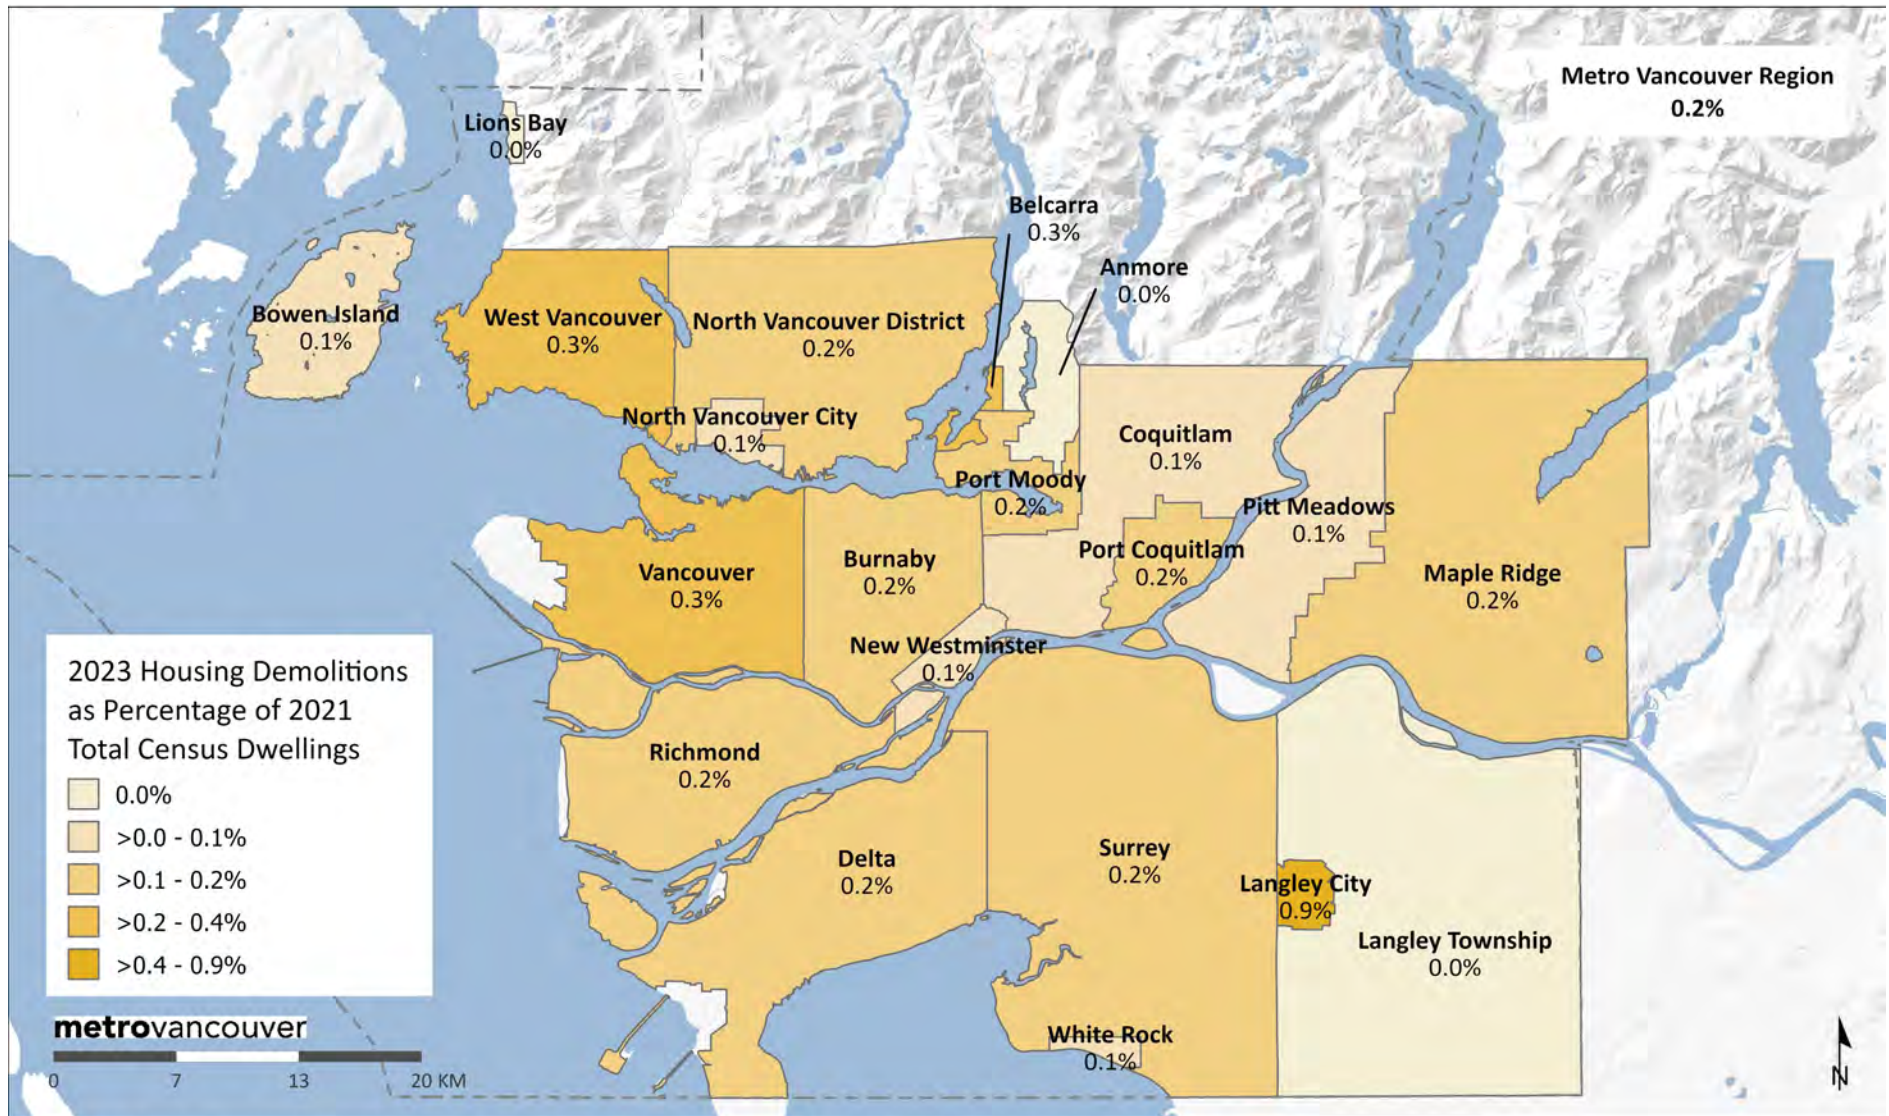 Metro Vancouver Region
0.2%
Lions Bay
0.0%
Belcarra
0.3%
Anmore
0.0%
Bowen Island
0.1%
West Vancouver
0.3%
North Vancouver District
0.2%
North Vancouver City
0.1%
Coquitlam
0.1%
Port Moody
0.2%
Pitt Meadows
0.1%
Port Coquitlam
0.2%
Maple Ridge
0.2%
Vancouver
0.3%
Burnaby
0.2%
New Westminster
0.1%
Richmond
0.2%
Delta
0.2%
Surrey
0.2%
Langley City
0.9%
Langley Township
0.0%
White Rock
0.1%
2023 Housing Demolitions
as Percentage of 2021
Total Census Dwellings
0.0%
>0.0 - 0.1%
>0.1 - 0.2%
>0.2 - 0.4%
>0.4 - 0.9%
metrovancouver
0 7 13 20 KM
N